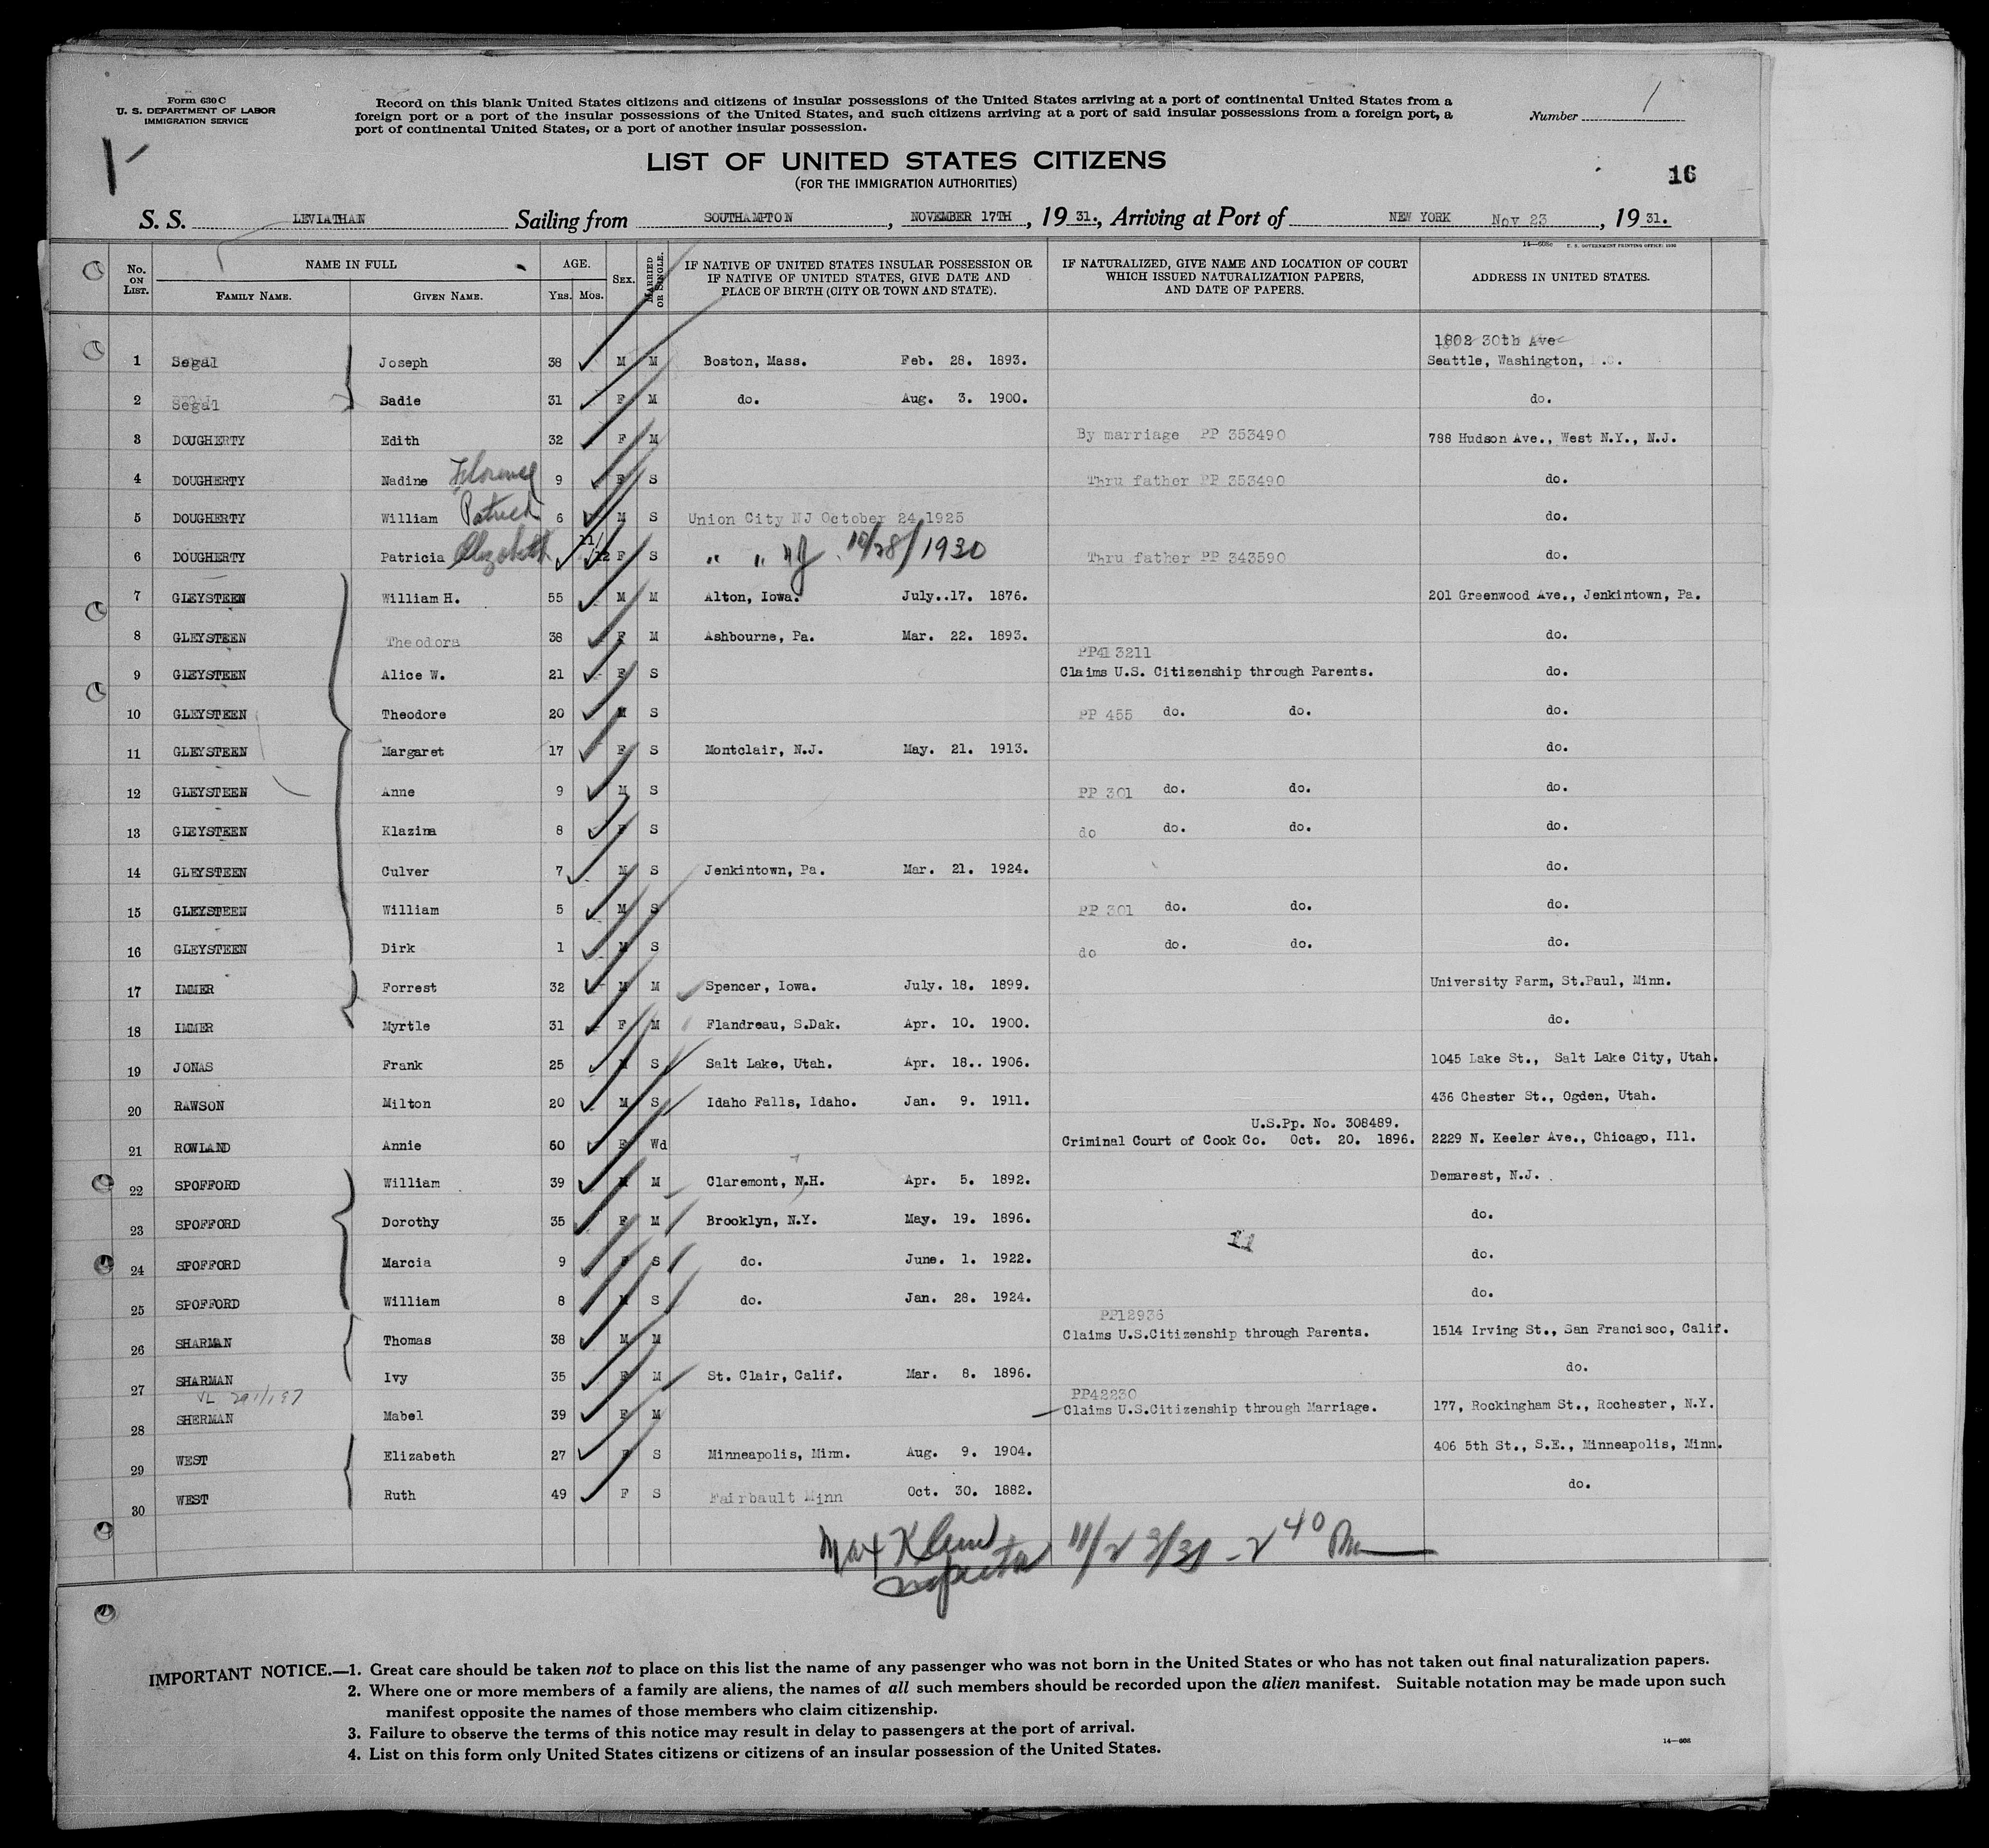 Form 630 C
U. S. DEPARTMENT OF LABOR
IMMIGRATION SERVICE
Record on this blank United States citizens and citizens of insular possessions of the United States arriving at a port of continental United States from a
foreign port or a port of the insular possessions of the United States, and such citizens arriving at a port of said insular possessions from a foreign port, a
port of continental United States, or a port of another insular possession.
Number 1
LIST OF UNITED STATES CITIZENS
(FOR THE IMMIGRATION AUTHORITIES)
16
S. S. LEVIATHAN Sailing from SOUTHAMPTON, NOVEMBER 17TH, 19 31., Arriving at Port of NEW YORK Nov 23, 19 31.
14—608c U. S. GOVERNMENT PRINTING OFFICE: 1930
No. ON LIST. NAME IN FULL FAMILY NAME. GIVEN NAME. AGE. YRS. MOS. SEX. MARRIED OR SINGLE. IF NATIVE OF UNITED STATES INSULAR POSSESSION OR IF NATIVE OF UNITED STATES, GIVE DATE AND PLACE OF BIRTH (CITY OR TOWN AND STATE). IF NATURALIZED, GIVE NAME AND LOCATION OF COURT WHICH ISSUED NATURALIZATION PAPERS, AND DATE OF PAPERS. ADDRESS IN UNITED STATES.
1802 30th Ave
1 Segal Joseph 38 M M Boston, Mass. Feb. 28. 1893. Seattle, Washington,
2 Segal Sadie 31 F M do. Aug. 3. 1900. do.
3 DOUGHERTY Edith 32 F M By marriage PP 353490 788 Hudson Ave., West N.Y., N.J.
4 DOUGHERTY Nadine Florence 9 F S Thru father PP 353490 do.
5 DOUGHERTY William Patrick 6 M S Union City NJ October 24 1925 do.
6 DOUGHERTY Patricia Elizabeth 11/12 F S " " NJ 10/28/1930 Thru father PP 343590 do.
7 GLEYSTEEN William H. 55 M M Alton, Iowa. July..17. 1876. 201 Greenwood Ave., Jenkintown, Pa.
8 GLEYSTEEN Theodora 38 F M Ashbourne, Pa. Mar. 22. 1893. do.
PP413211
9 GLEYSTEEN Alice W. 21 F S Claims U.S. Citizenship through Parents. do.
10 GLEYSTEEN Theodore 20 M S PP 455 do. do. do.
11 GLEYSTEEN Margaret 17 F S Montclair, N.J. May. 21. 1913. do.
12 GLEYSTEEN Anne 9 M S PP 301 do. do. do.
13 GLEYSTEEN Klazina 8 F S do do. do. do.
14 GLEYSTEEN Culver 7 M S Jenkintown, Pa. Mar. 21. 1924. do.
15 GLEYSTEEN William 5 M S PP 301 do. do. do.
16 GLEYSTEEN Dirk 1 M S do do. do. do.
17 IMMER Forrest 32 M M Spencer, Iowa. July. 18. 1899. University Farm, St.Paul, Minn.
18 IMMER Myrtle 31 F M Flandreau, S.Dak. Apr. 10. 1900. do.
19 JONAS Frank 25 M S Salt Lake, Utah. Apr. 18.. 1906. 1045 Lake St., Salt Lake City, Utah.
20 RAWSON Milton 20 M S Idaho Falls, Idaho. Jan. 9. 1911. 436 Chester St., Ogden, Utah.
U.S.Pp. No. 308489.
21 ROWLAND Annie 60 F Wd Criminal Court of Cook Co. Oct. 20. 1896. 2229 N. Keeler Ave., Chicago, Ill.
22 SPOFFORD William 39 M M Claremont, N.H. Apr. 5. 1892. Demarest, N.J.
23 SPOFFORD Dorothy 35 F M Brooklyn, N.Y. May. 19. 1896. do.
11
24 SPOFFORD Marcia 9 F S do. June. 1. 1922. do.
25 SPOFFORD William 8 M S do. Jan. 28. 1924. do.
PP12936
26 SHARMAN Thomas 38 M M Claims U.S.Citizenship through Parents. 1514 Irving St., San Francisco, Calif.
27 SHARMAN Ivy 35 F M St. Clair, Calif. Mar. 8. 1896. do.
PP42230
28 SHERMAN Mabel 39 F M Claims U.S.Citizenship through Marriage. 177, Rockingham St., Rochester, N.Y.
29 WEST Elizabeth 27 F S Minneapolis, Minn. Aug. 9. 1904. 406 5th St., S.E., Minneapolis, Minn.
30 WEST Ruth 49 F S Fairbault Minn Oct. 30. 1882. do.
Max Klein 11/23/31 - 2 40 Pm
Inspector
IMPORTANT NOTICE.—1. Great care should be taken not to place on this list the name of any passenger who was not born in the United States or who has not taken out final naturalization papers.
2. Where one or more members of a family are aliens, the names of all such members should be recorded upon the alien manifest. Suitable notation may be made upon such
manifest opposite the names of those members who claim citizenship.
3. Failure to observe the terms of this notice may result in delay to passengers at the port of arrival.
4. List on this form only United States citizens or citizens of an insular possession of the United States.
14—608